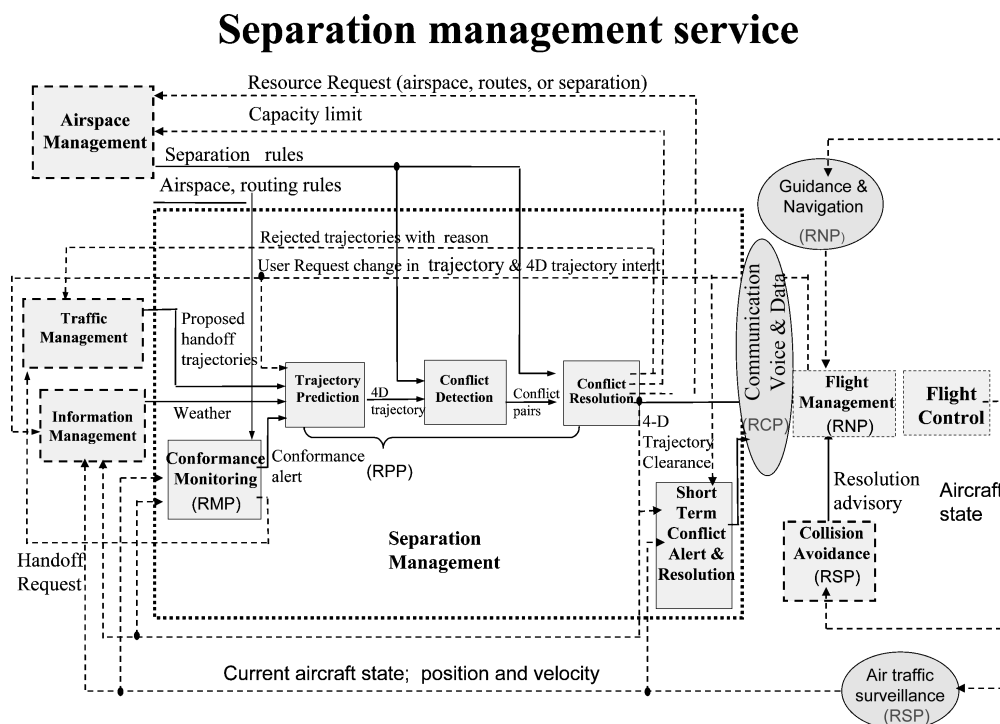 Separation management service
Resource Request (airspace, routes, or separation)
Capacity limit
Airspace
Management
Separation rules
Airspace, routing rules
Guidance &
Navigation
(RNP)
Rejected trajectories with reason
User Request change in trajectory & 4D trajectory intent
Communication
Voice & Data
(RCP)
Traffic
Management
Proposed
handoff
trajectories
Trajectory
Prediction
4D
trajectory
Conflict
Detection
Conflict
pairs
Conflict
Resolution
Flight
Management
(RNP)
Flight
Control
Information
Management
Weather
4-D
Trajectory
Clearance
Conformance
Monitoring
(RMP)
Conformance
alert
(RPP)
Short
Term
Conflict
Alert &
Resolution
Resolution
advisory
Aircraft
state
Separation
Management
Collision
Avoidance
(RSP)
Handoff
Request
Current aircraft state; position and velocity
Air traffic
surveillance
(RSP)